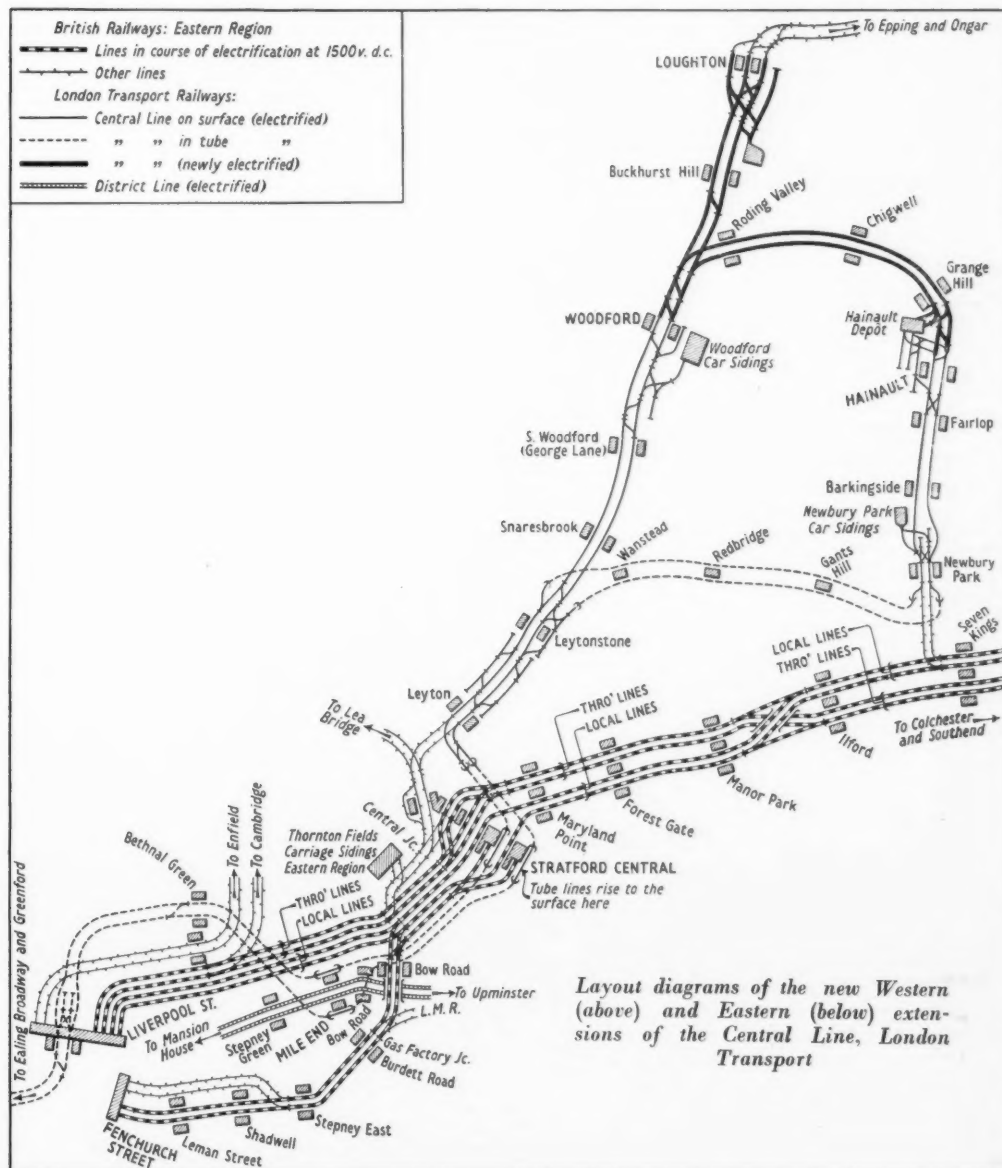 British Railways: Eastern Region
Lines in course of electrification at 1500 v. d.c.
Other lines
London Transport Railways:
Central Line on surface (electrified)
„ „ in tube „
„ „ (newly electrified)
District Line (electrified)
To Epping and Ongar
LOUGHTON
Buckhurst Hill
Roding Valley
Chigwell
Grange
Hill
WOODFORD
Woodford
Car Sidings
Hainault
Depôt
HAINAULT
Fairlop
S. Woodford
(George Lane)
Barkingside
Newbury Park
Car Sidings
Snaresbrook
Wanstead
Redbridge
Gants
Hill
Newbury
Park
Leytonstone
Seven
Kings
LOCAL LINES
THRO' LINES
Leyton
To Lea
Bridge
THRO' LINES
LOCAL LINES
To Colchester
and Southend
Ilford
Manor Park
Forest Gate
Maryland
Point
Central Jc.
Thornton Fields
Carriage Sidings
Eastern Region
STRATFORD CENTRAL
Tube lines rise to the
surface here
To Enfield
To Cambridge
Bethnal Green
THRO' LINES
LOCAL LINES
To Ealing Broadway and Greenford
LIVERPOOL ST.
To Mansion
House
Stepney
Green
MILE END
Bow Road
Bow Road
To Upminster
L.M.R.
Gas Factory Jc.
Burdett Road
Stepney East
Shadwell
Leman Street
FENCHURCH
STREET
Layout diagrams of the new Western
(above) and Eastern (below) exten-
sions of the Central Line, London
Transport